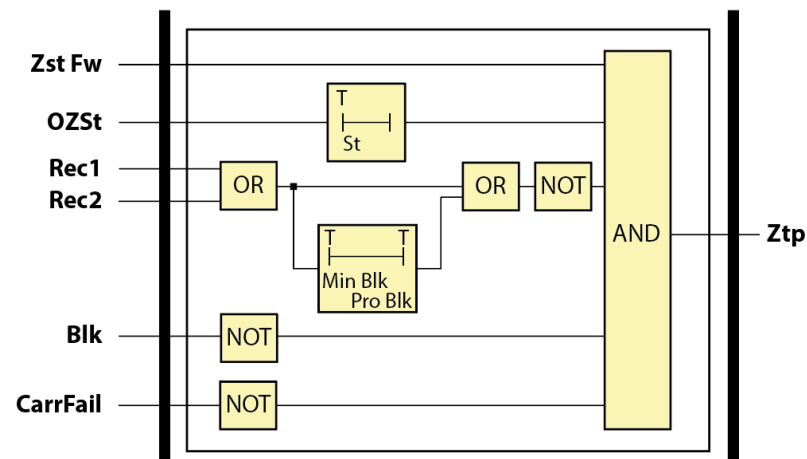 Zst Fw
OZSt
T
St
Rec1
Rec2
OR
OR
NOT
AND
Ztp
T T
Min Blk
Pro Blk
Blk
NOT
CarrFail
NOT